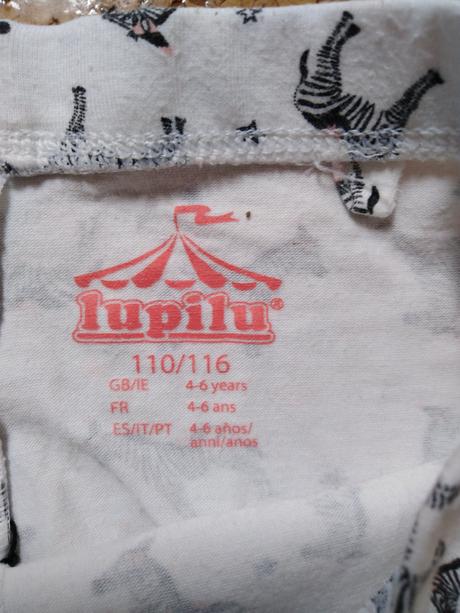 lupilu®
110/116
GB/IE 4-6 years
FR 4-6 ans
ES/IT/PT 4-6 años/
anni/anos